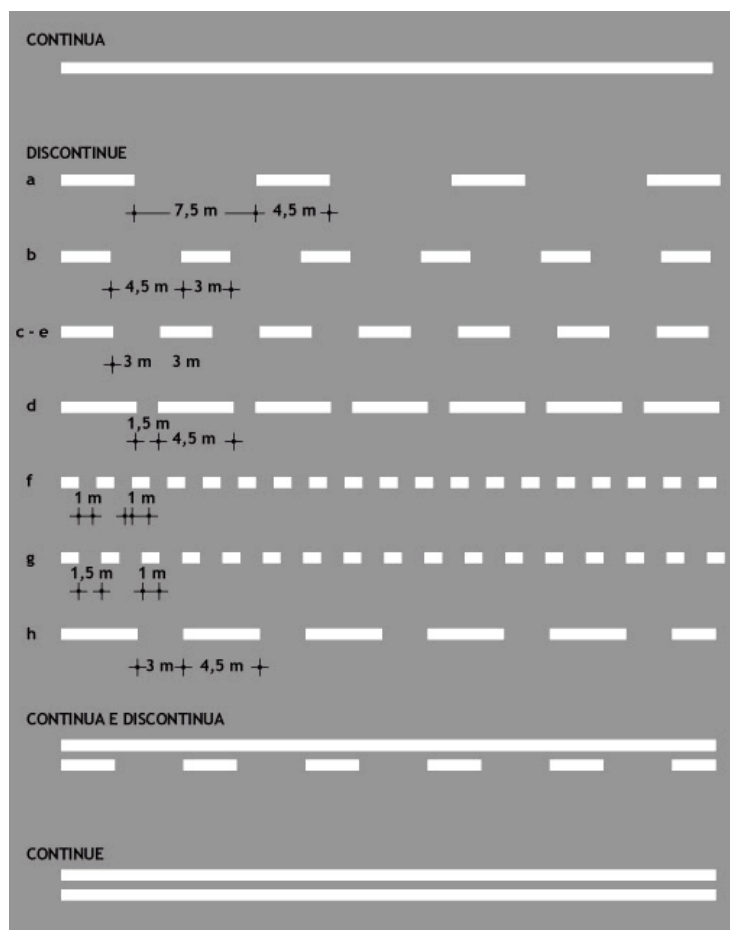 CONTINUA
DISCONTINUE
a
7,5 m 4,5 m
b
4,5 m 3 m
c - e
3 m 3 m
d
1,5 m
4,5 m
f
1 m 1 m
g
1,5 m 1 m
h
3 m 4,5 m
CONTINUA E DISCONTINUA
CONTINUE